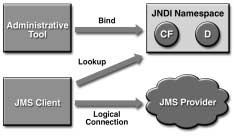 Administrative
Tool
Bind
JNDI Namespace
CF
D
Lookup
JMS Client
Logical
Connection
JMS Provider